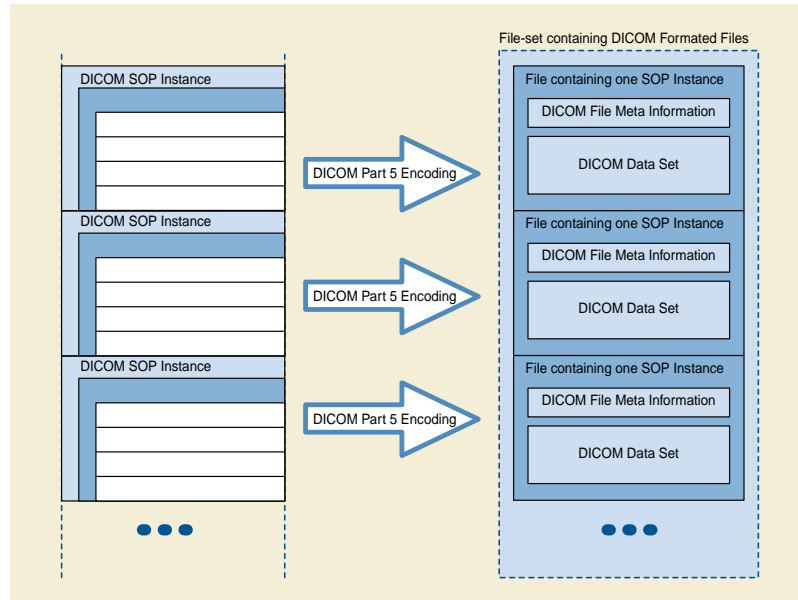 File-set containing DICOM Formated Files
DICOM SOP Instance
DICOM Part 5 Encoding
File containing one SOP Instance
DICOM File Meta Information
DICOM Data Set
DICOM SOP Instance
DICOM Part 5 Encoding
File containing one SOP Instance
DICOM File Meta Information
DICOM Data Set
DICOM SOP Instance
DICOM Part 5 Encoding
File containing one SOP Instance
DICOM File Meta Information
DICOM Data Set